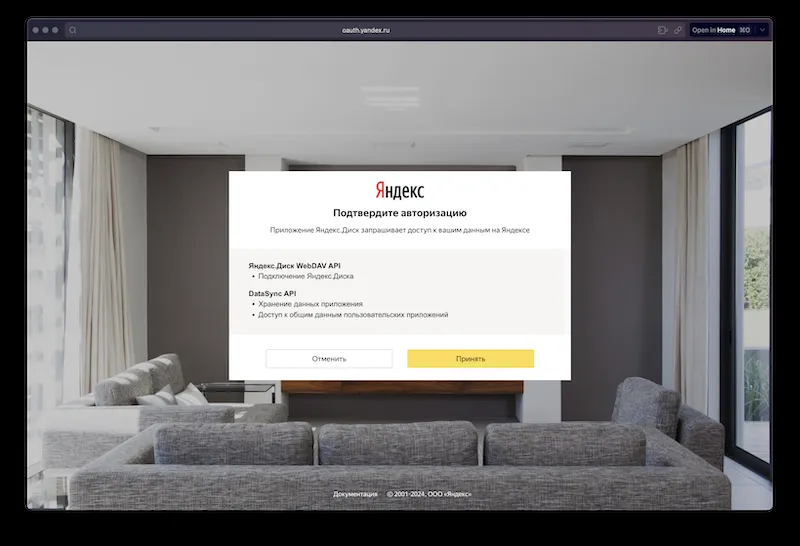 oauth.yandex.ru
Open in Home ⌘O
Яндекс
Подтвердите авторизацию
Приложение Яндекс.Диск запрашивает доступ к вашим данным на Яндексе
Яндекс.Диск WebDAV API
• Подключение Яндекс.Диска
DataSync API
• Хранение данных приложения
• Доступ к общим данным пользовательских приложений
Отменить
Принять
Документация © 2001-2024, ООО «Яндекс»